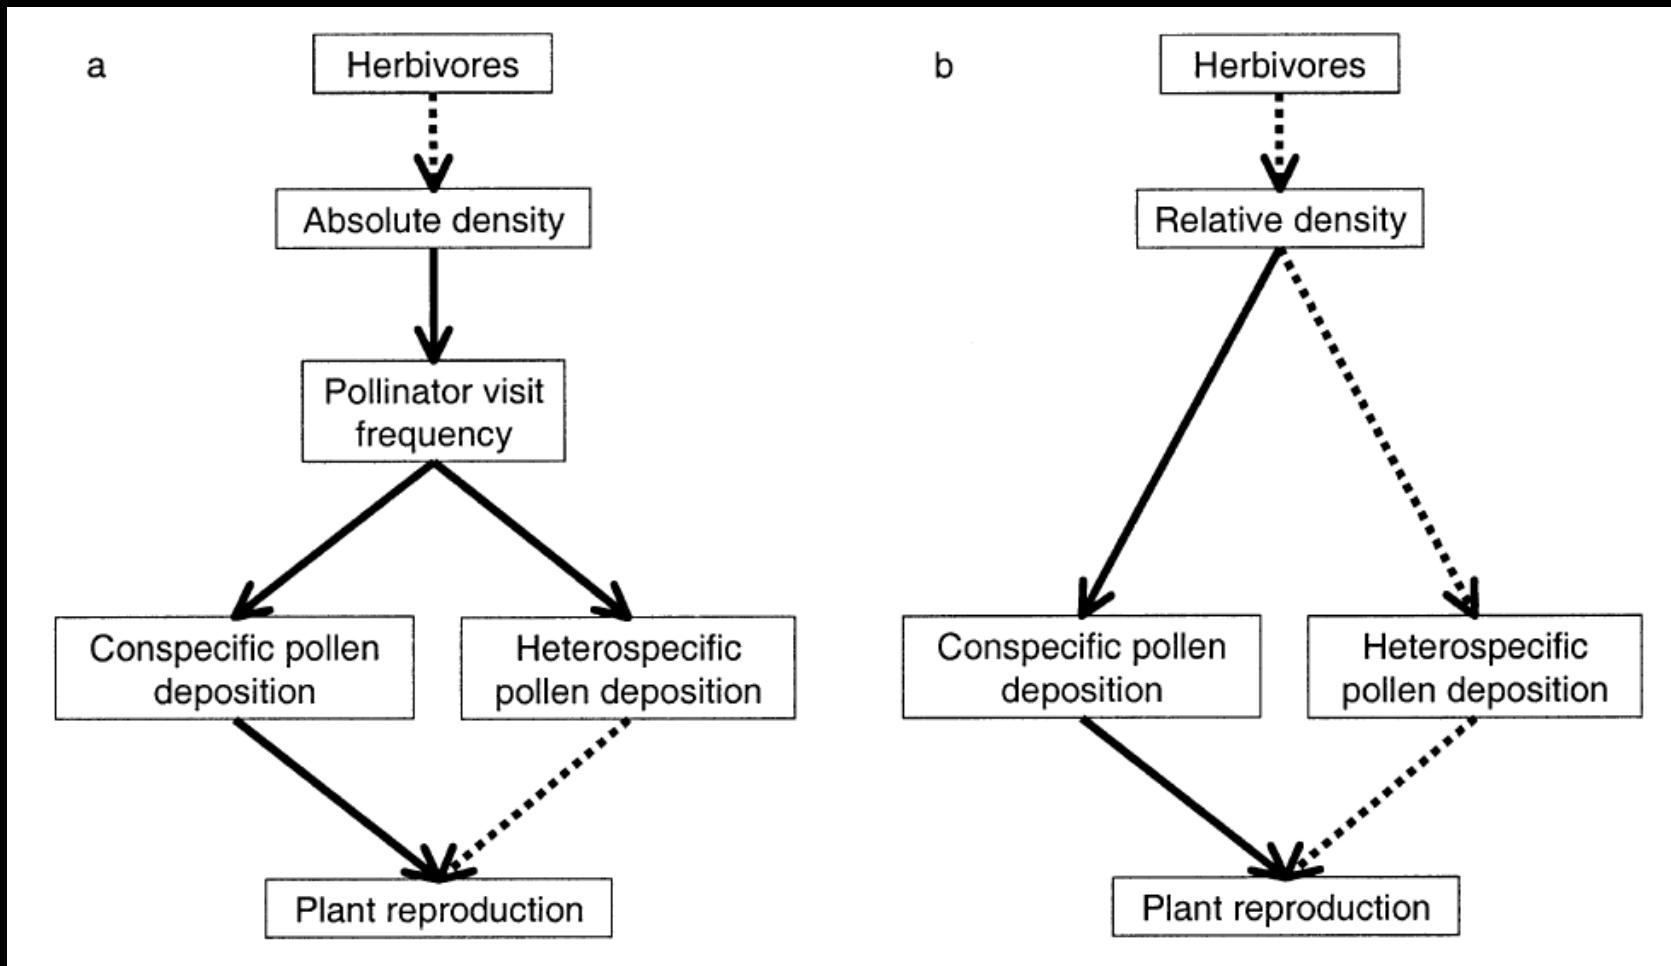 a
Herbivores
Absolute density
Pollinator visit
frequency
Conspecific pollen
deposition
Heterospecific
pollen deposition
Plant reproduction
b
Herbivores
Relative density
Conspecific pollen
deposition
Heterospecific
pollen deposition
Plant reproduction